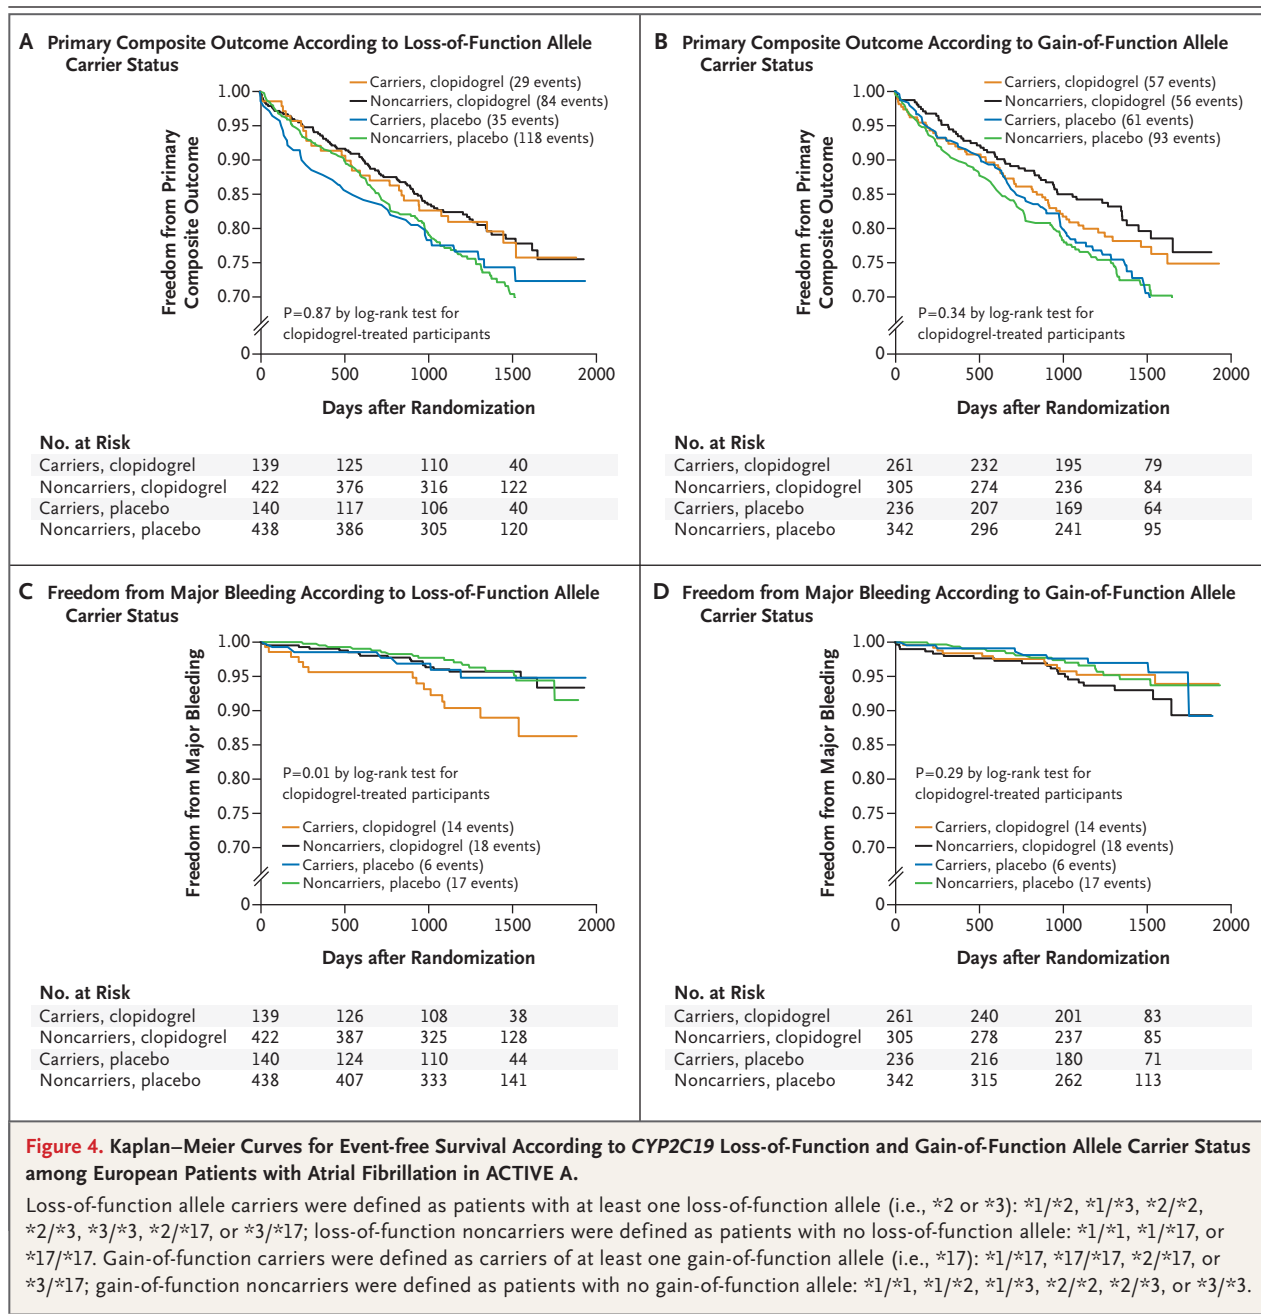 A Primary Composite Outcome According to Loss-of-Function Allele
Carrier Status
Carriers, clopidogrel (29 events)
Noncarriers, clopidogrel (84 events)
Carriers, placebo (35 events)
Noncarriers, placebo (118 events)
Freedom from Primary
Composite Outcome
1.00
0.95
0.90
0.85
0.80
0.75
0.70
0
P=0.87 by log-rank test for
clopidogrel-treated participants
0 500 1000 1500 2000
Days after Randomization
No. at Risk
Carriers, clopidogrel 139 125 110 40
Noncarriers, clopidogrel 422 376 316 122
Carriers, placebo 140 117 106 40
Noncarriers, placebo 438 386 305 120
B Primary Composite Outcome According to Gain-of-Function Allele
Carrier Status
Carriers, clopidogrel (57 events)
Noncarriers, clopidogrel (56 events)
Carriers, placebo (61 events)
Noncarriers, placebo (93 events)
Freedom from Primary
Composite Outcome
1.00
0.95
0.90
0.85
0.80
0.75
0.70
0
P=0.34 by log-rank test for
clopidogrel-treated participants
0 500 1000 1500 2000
Days after Randomization
No. at Risk
Carriers, clopidogrel 261 232 195 79
Noncarriers, clopidogrel 305 274 236 84
Carriers, placebo 236 207 169 64
Noncarriers, placebo 342 296 241 95
C Freedom from Major Bleeding According to Loss-of-Function Allele
Carrier Status
Freedom from Major Bleeding
1.00
0.95
0.90
0.85
0.80
0.75
0.70
0
P=0.01 by log-rank test for
clopidogrel-treated participants
Carriers, clopidogrel (14 events)
Noncarriers, clopidogrel (18 events)
Carriers, placebo (6 events)
Noncarriers, placebo (17 events)
0 500 1000 1500 2000
Days after Randomization
No. at Risk
Carriers, clopidogrel 139 126 108 38
Noncarriers, clopidogrel 422 387 325 128
Carriers, placebo 140 124 110 44
Noncarriers, placebo 438 407 333 141
D Freedom from Major Bleeding According to Gain-of-Function Allele
Carrier Status
Freedom from Major Bleeding
1.00
0.95
0.90
0.85
0.80
0.75
0.70
0
P=0.29 by log-rank test for
clopidogrel-treated participants
Carriers, clopidogrel (14 events)
Noncarriers, clopidogrel (18 events)
Carriers, placebo (6 events)
Noncarriers, placebo (17 events)
0 500 1000 1500 2000
Days after Randomization
No. at Risk
Carriers, clopidogrel 261 240 201 83
Noncarriers, clopidogrel 305 278 237 85
Carriers, placebo 236 216 180 71
Noncarriers, placebo 342 315 262 113
Figure 4. Kaplan–Meier Curves for Event-free Survival According to CYP2C19 Loss-of-Function and Gain-of-Function Allele Carrier Status
among European Patients with Atrial Fibrillation in ACTIVE A.
Loss-of-function allele carriers were defined as patients with at least one loss-of-function allele (i.e., *2 or *3): *1/*2, *1/*3, *2/*2,
*2/*3, *3/*3, *2/*17, or *3/*17; loss-of-function noncarriers were defined as patients with no loss-of-function allele: *1/*1, *1/*17, or
*17/*17. Gain-of-function carriers were defined as carriers of at least one gain-of-function allele (i.e., *17): *1/*17, *17/*17, *2/*17, or
*3/*17; gain-of-function noncarriers were defined as patients with no gain-of-function allele: *1/*1, *1/*2, *1/*3, *2/*2, *2/*3, or *3/*3.